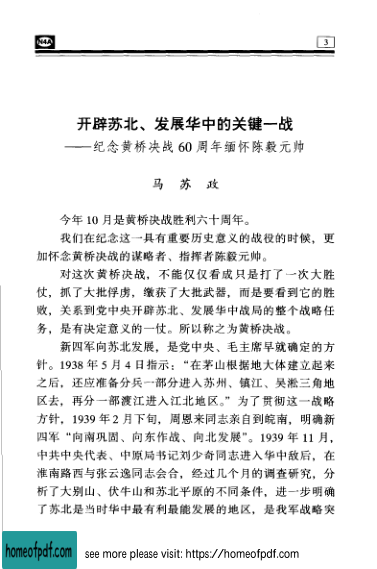 N4A
3
开辟苏北、发展华中的关键一战
——纪念黄桥决战 60 周年缅怀陈毅元帅
马 苏 政
今年 10 月是黄桥决战胜利六十周年。
我们在纪念这一具有重要历史意义的战役的时候，更
加怀念黄桥决战的谋略者、指挥者陈毅元帅。
对这次黄桥决战，不能仅仅看成只是打了一次大胜
仗，抓了大批俘虏，缴获了大批武器，而是要看到它的胜
败，关系到党中央开辟苏北、发展华中战局的整个战略任
务，是有决定意义的一仗。所以称之为黄桥决战。
新四军向苏北发展，是党中央、毛主席早就确定的方
针。1938 年 5 月 4 日指示：“在茅山根据地大体建立起来
之后，还应准备分兵一部分进入苏州、镇江、吴淞三角地
区去，再分一部渡江进入江北地区。”为了贯彻这一战略
方针，1939 年 2 月下旬，周恩来同志亲自到皖南，明确新
四军“向南巩固、向东作战、向北发展”。1939 年 11 月，
中共中央代表、中原局书记刘少奇同志进入华中敌后，在
淮南路西与张云逸同志会合，经过几个月的调查研究，分
析了大别山、伏牛山和苏北平原的不同条件，进一步明确
了苏北是当时华中最有利最能发展的地区，是我军战略突
homeofpdf.com
see more please visit: https://homeofpdf.com